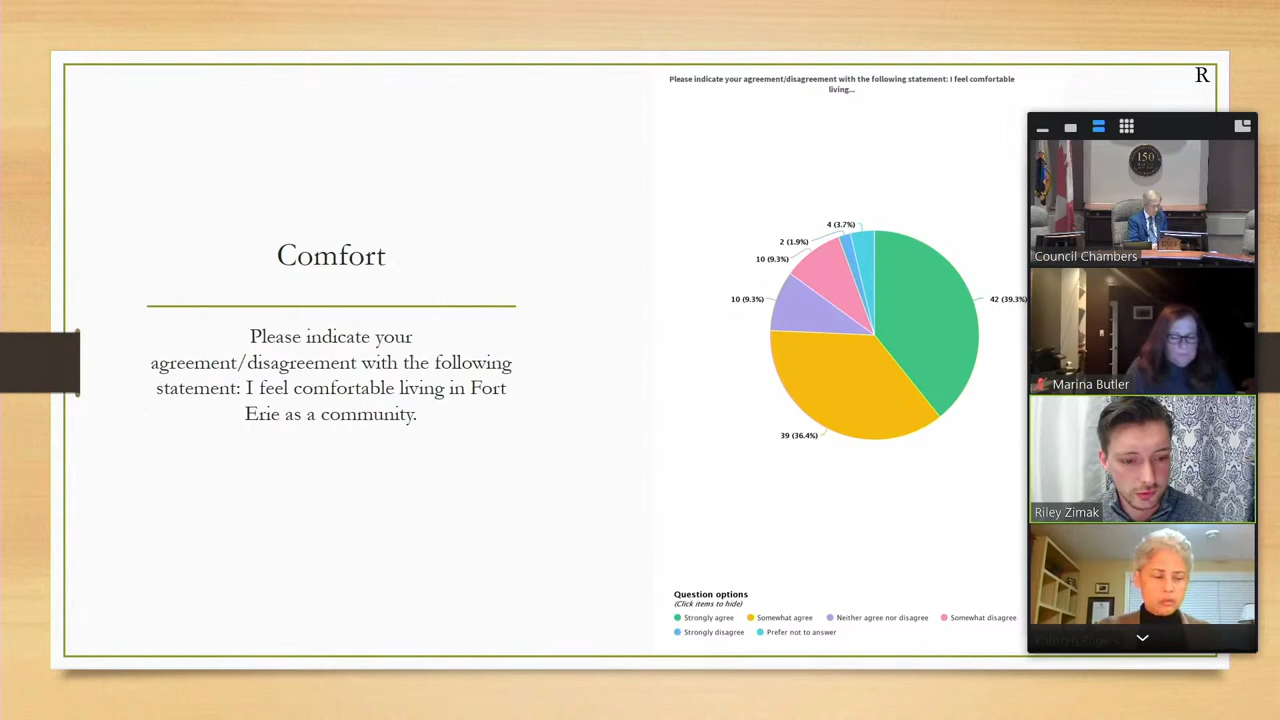 Comfort
Please indicate your
agreement/disagreement with the following
statement: I feel comfortable living in Fort
Erie as a community.
Please indicate your agreement/disagreement with the following statement: I feel comfortable
living...
R
4 (3.7%)
2 (1.9%)
10 (9.3%)
10 (9.3%)
42 (39.3%)
39 (36.4%)
Question options
(Click items to hide)
Strongly agree
Somewhat agree
Neither agree nor disagree
Somewhat disagree
Strongly disagree
Prefer not to answer
150
Council Chambers
Marina Butler
Riley Zimak
Kathryn Rogers